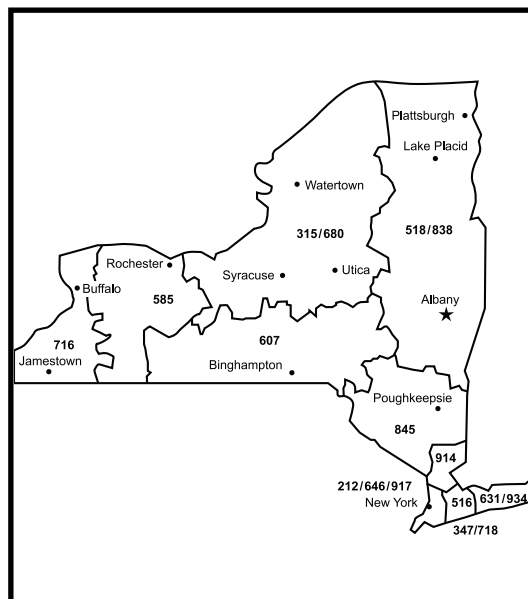 Plattsburgh
Lake Placid
Watertown
315/680
518/838
Rochester
Syracuse
Utica
Buffalo
585
Albany
716
607
Jamestown
Binghampton
Poughkeepsie
845
914
212/646/917
New York
516
631/934
347/718